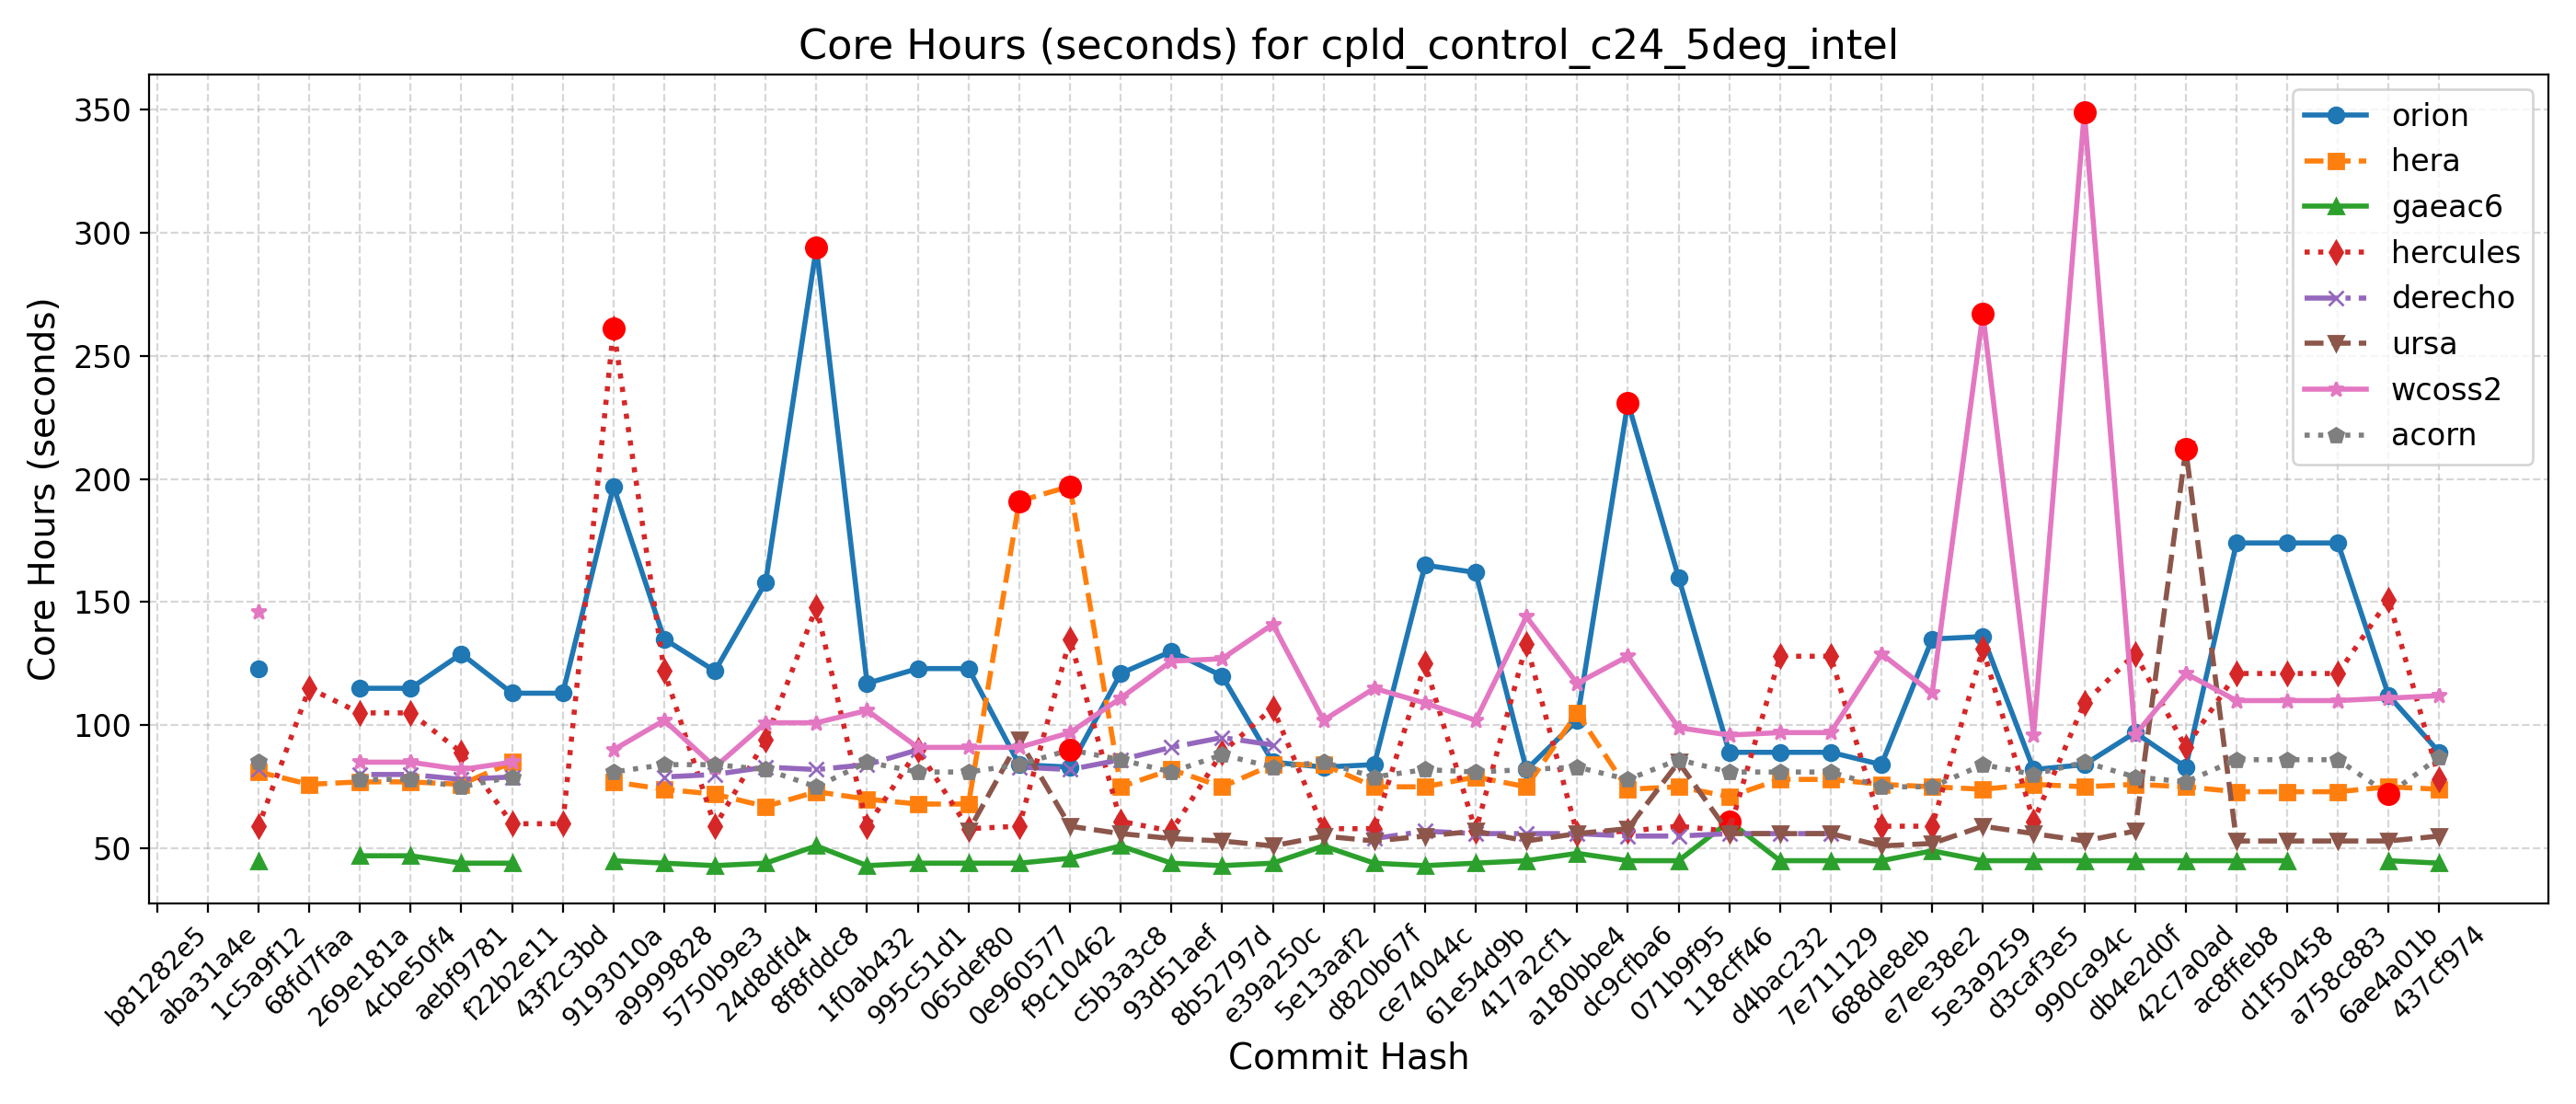 Core Hours (seconds) for cpld_control_c24_5deg_intel
Core Hours (seconds)
350
300
250
200
150
100
50
orion
hera
gaeac6
hercules
derecho
ursa
wcoss2
acorn
b81282e5
aba31a4e
1c5a9f12
68fd7faa
269e181a
4cbe50f4
aebf9781
f22b2e11
43f2c3bd
9193010a
a9999828
5750b9e3
24d8dfd4
8f8fddc8
1f0ab432
995c51d1
065def80
0e960577
f9c10462
c5b3a3c8
93d51aef
8b52797d
e39a250c
5e13aaf2
d820b67f
ce74044c
61e54d9b
417a2cf1
a180bbe4
dc9cfba6
071b9f95
118cff46
d4bac232
7e711129
688de8eb
e7ee38e2
5e3a9259
d3caf3e5
990ca94c
db4e2d0f
42c7a0ad
ac8ffeb8
d1f50458
a758c883
6ae4a01b
437cf974
Commit Hash